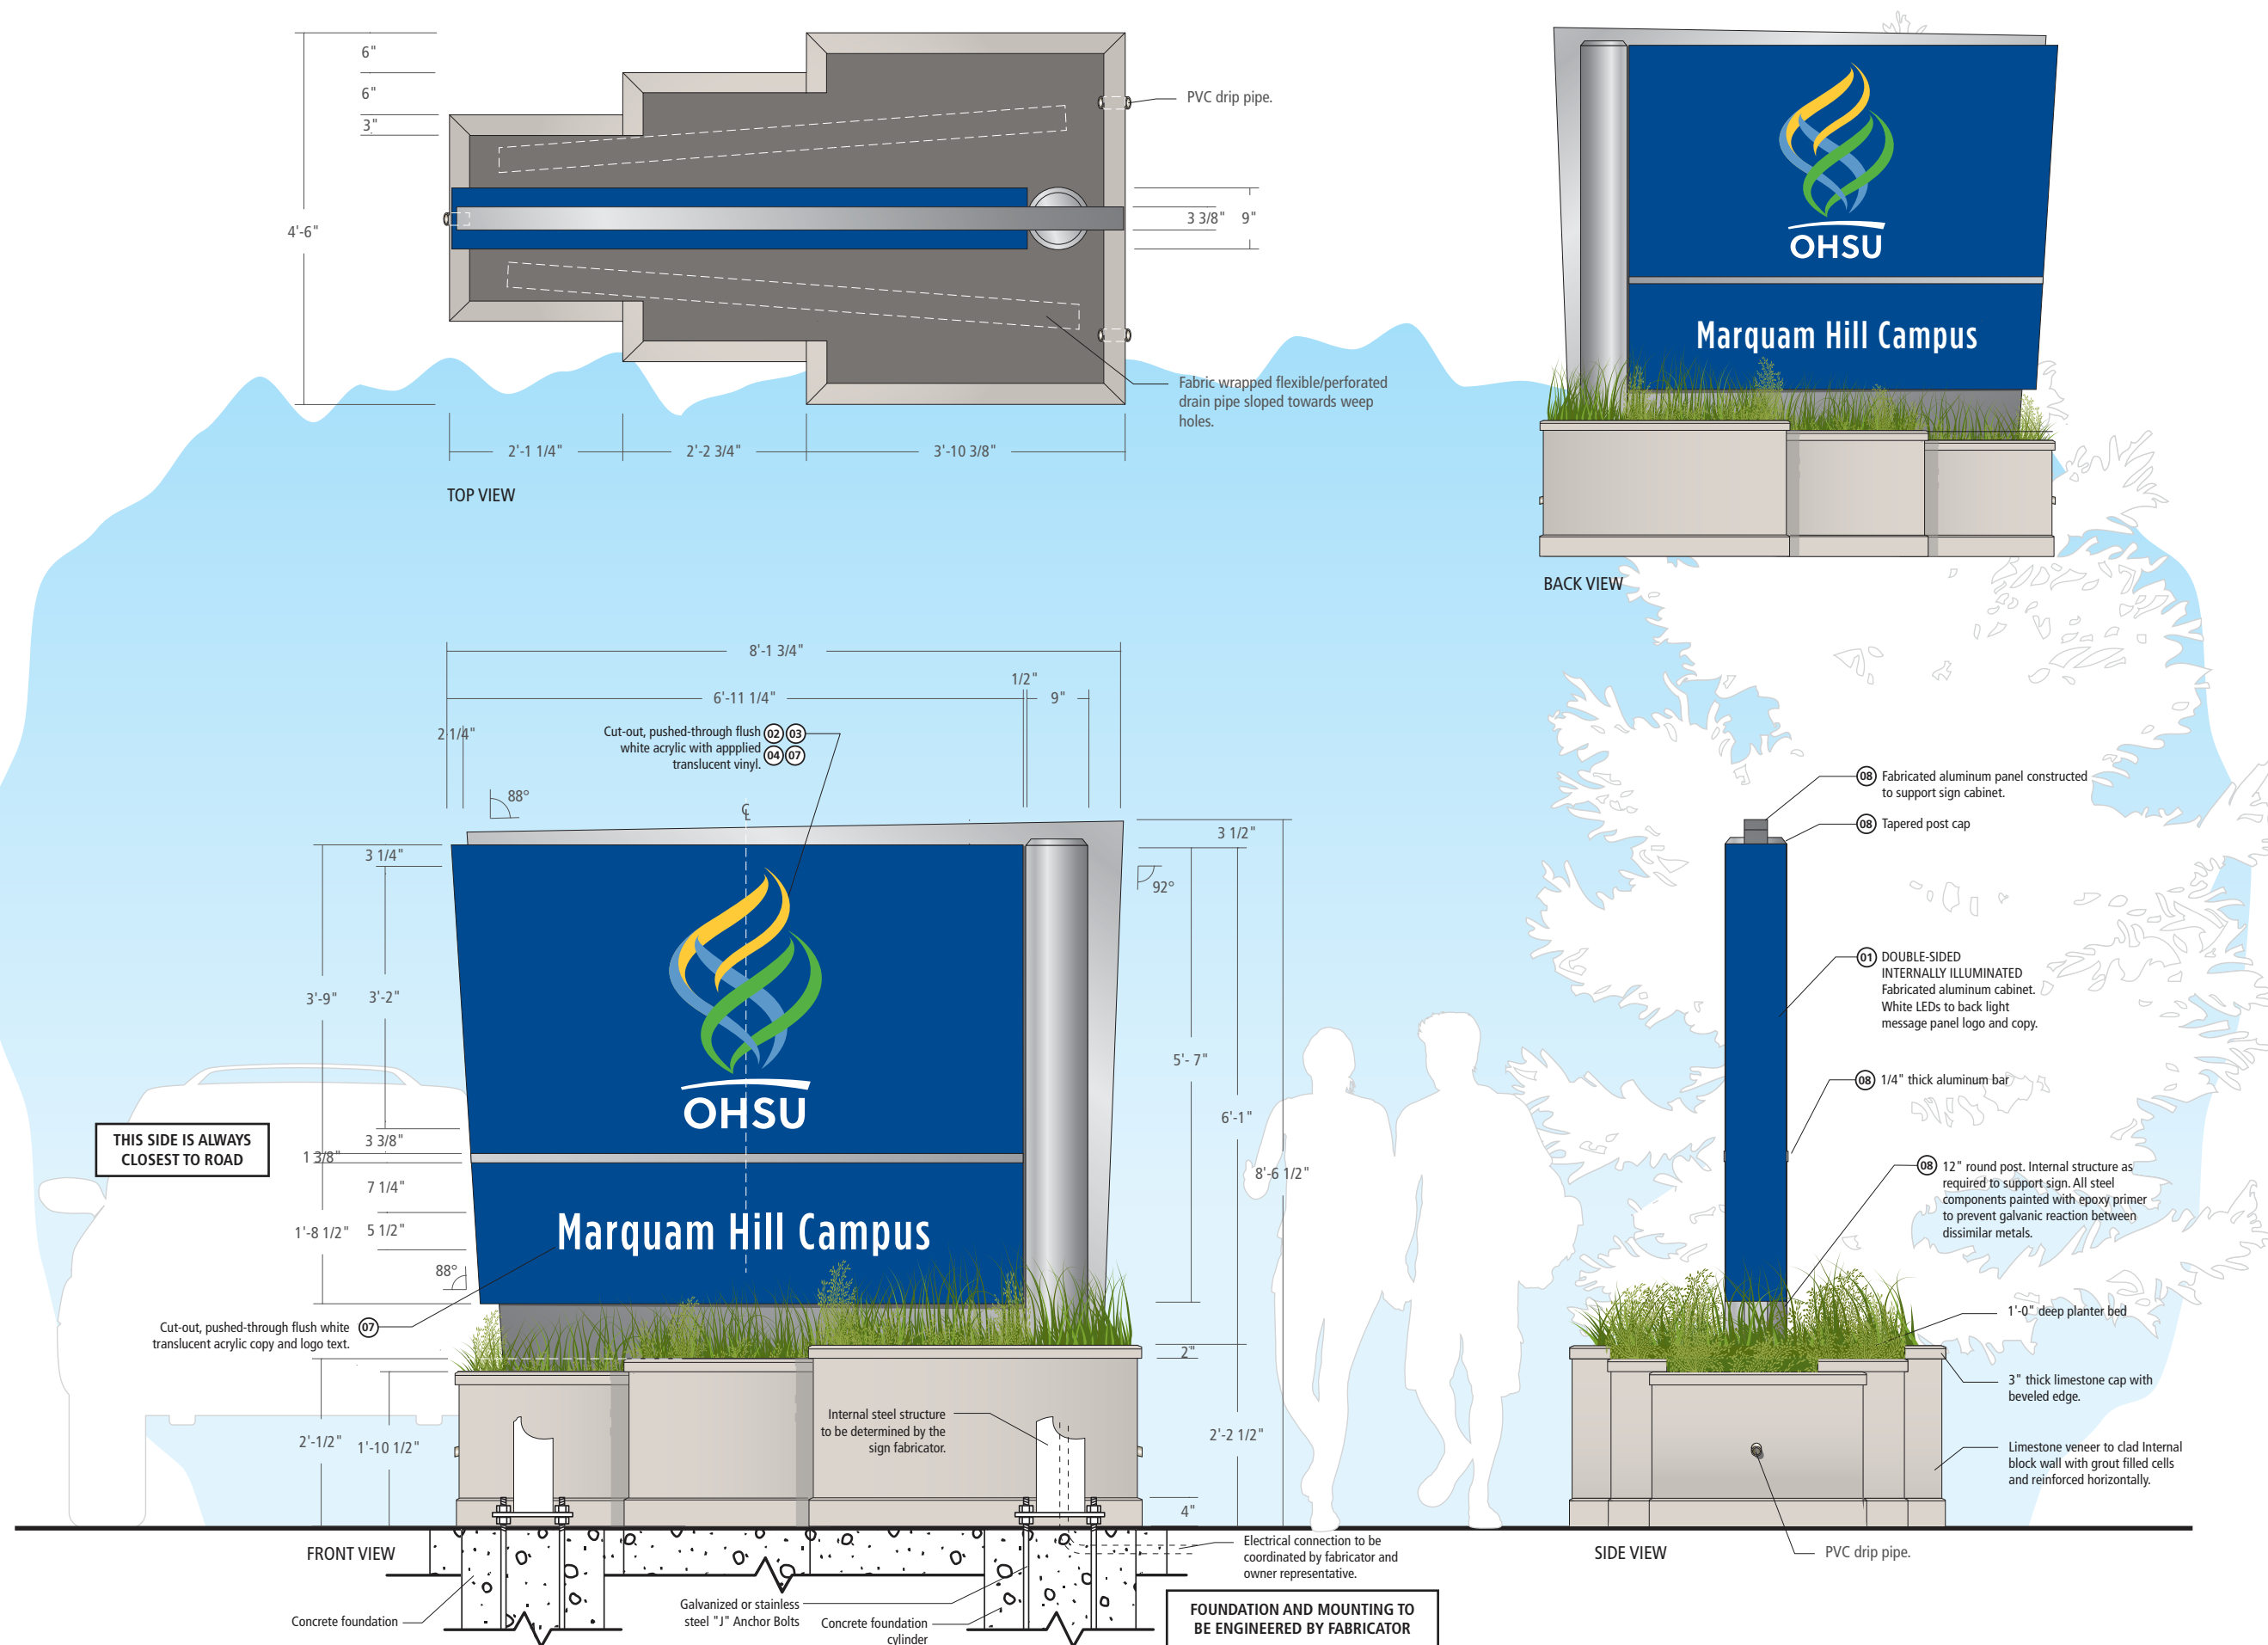 6"
6"
3"
4'-6"
PVC drip pipe.
3 3/8"
9"
Fabric wrapped flexible/perforated
drain pipe sloped towards weep
holes.
2'-1 1/4"
2'-2 3/4"
3'-10 3/8"
TOP VIEW
OHSU
Marquam Hill Campus
BACK VIEW
8'-1 3/4"
6'-11 1/4"
1/2"
9"
2 1/4"
Cut-out, pushed-through flush
white acrylic with appplied
translucent vinyl.
02 03
04 07
88°
℄
3 1/4"
3'-9"
3'-2"
3 3/8"
1 3/8"
7 1/4"
1'-8 1/2"
5 1/2"
88°
THIS SIDE IS ALWAYS
CLOSEST TO ROAD
OHSU
Marquam Hill Campus
Cut-out, pushed-through flush white
translucent acrylic copy and logo text.
07
3 1/2"
92°
5'- 7"
6'-1"
8'-6 1/2"
2"
2'-2 1/2"
4"
2'-1/2"
1'-10 1/2"
Internal steel structure
to be determined by the
sign fabricator.
FRONT VIEW
Concrete foundation
Galvanized or stainless
steel "J" Anchor Bolts
Concrete foundation
cylinder
Electrical connection to be
coordinated by fabricator and
owner representative.
FOUNDATION AND MOUNTING TO
BE ENGINEERED BY FABRICATOR
08 Fabricated aluminum panel constructed
to support sign cabinet.
08 Tapered post cap
01 DOUBLE-SIDED
INTERNALLY ILLUMINATED
Fabricated aluminum cabinet.
White LEDs to back light
message panel logo and copy.
08 1/4" thick aluminum bar
08 12" round post. Internal structure as
required to support sign. All steel
components painted with epoxy primer
to prevent galvanic reaction between
dissimilar metals.
1'-0" deep planter bed
3" thick limestone cap with
beveled edge.
Limestone veneer to clad Internal
block wall with grout filled cells
and reinforced horizontally.
SIDE VIEW
PVC drip pipe.